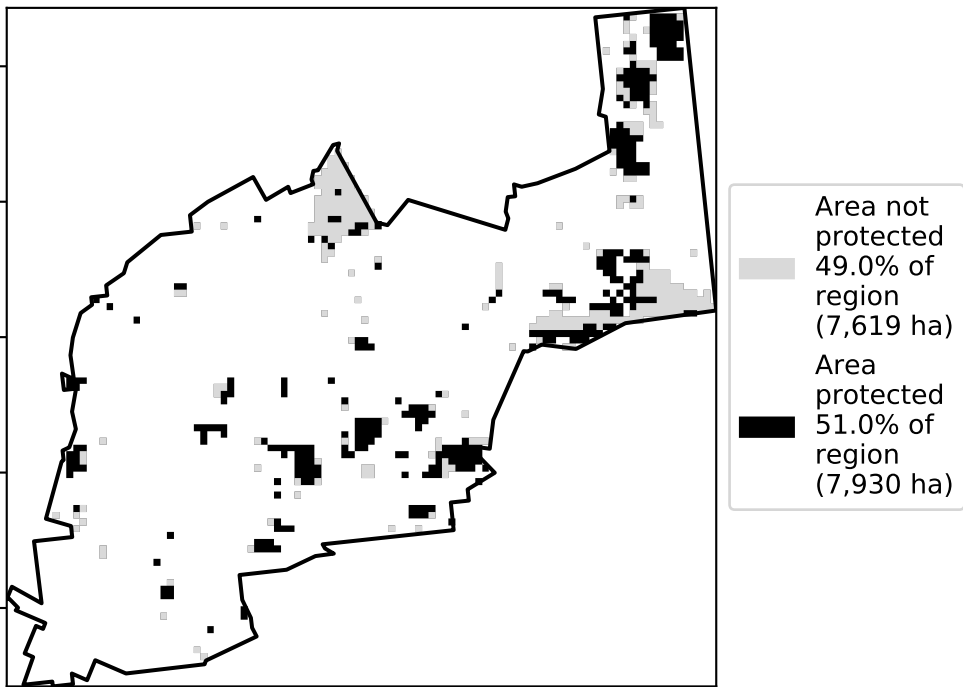 Area not
protected
49.0% of
region
(7,619 ha)
Area
protected
51.0% of
region
(7,930 ha)